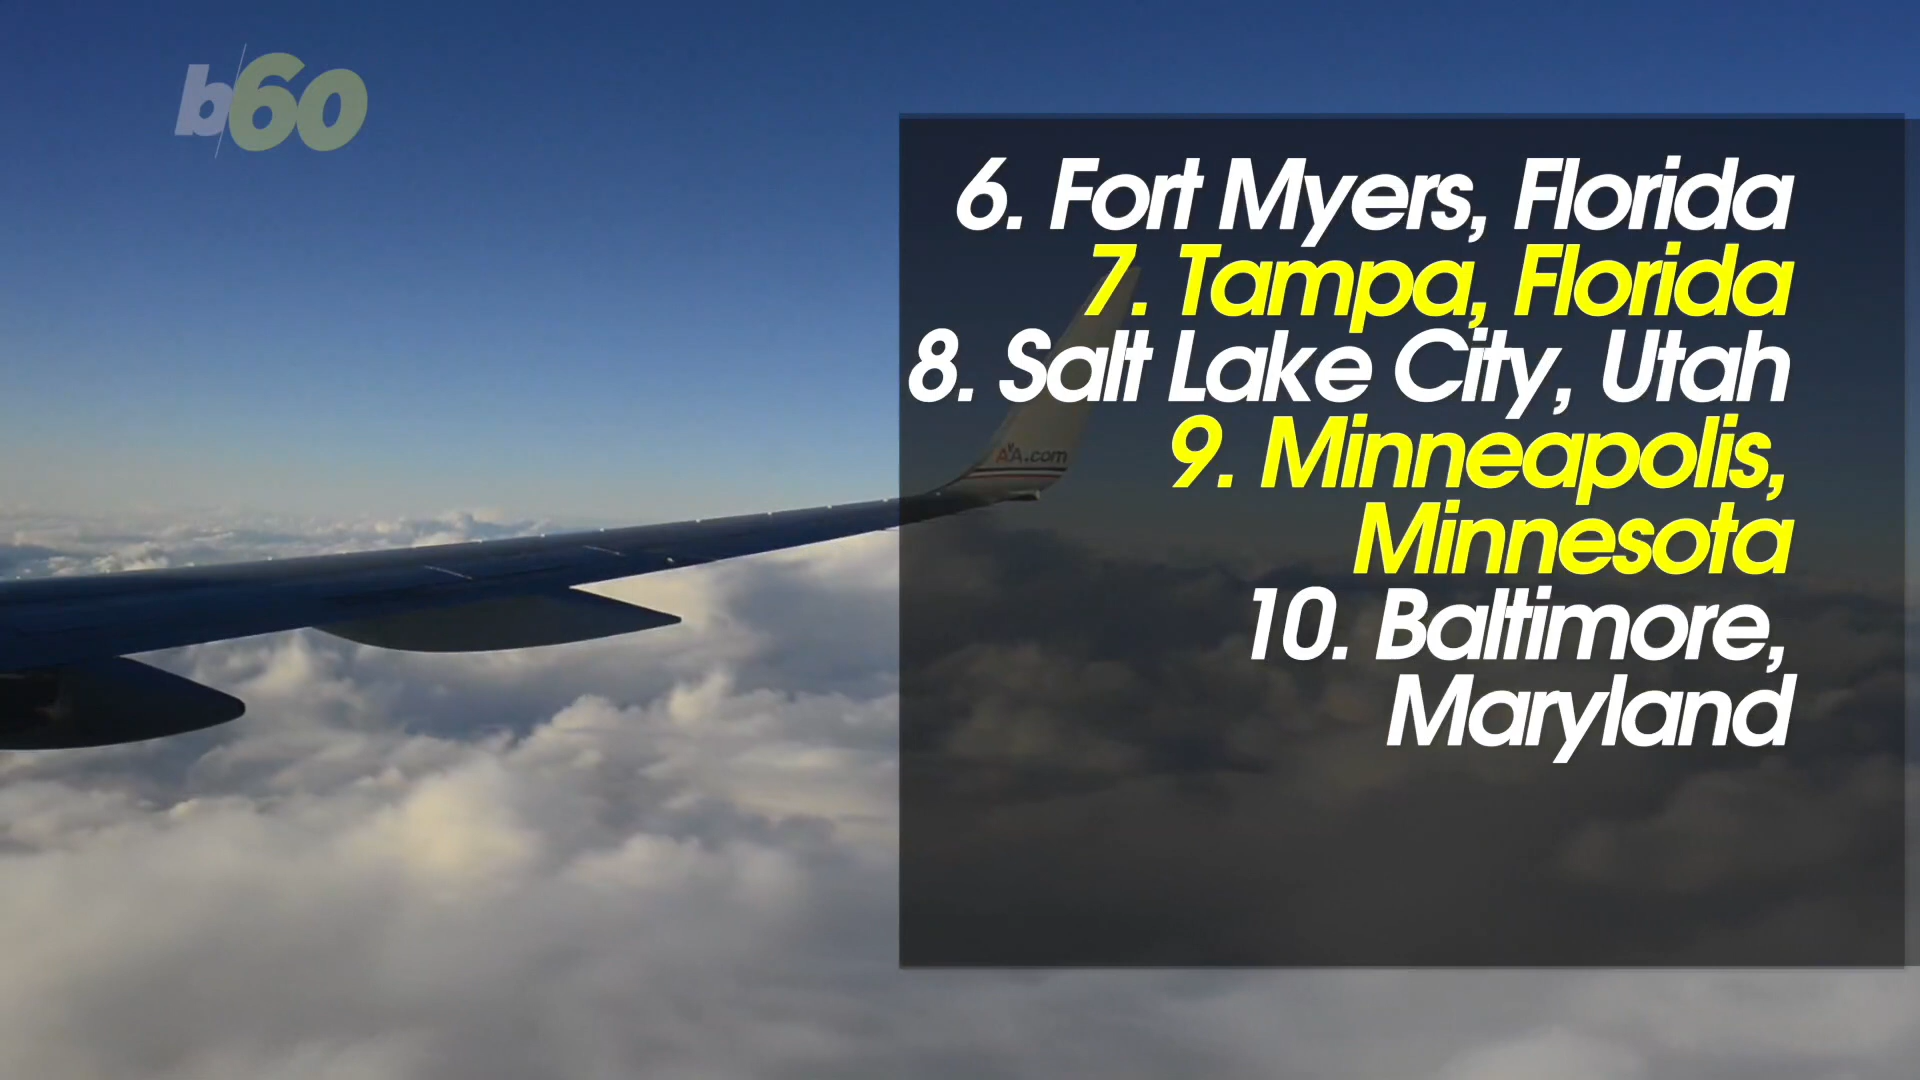 b/60
6. Fort Myers, Florida
7. Tampa, Florida
8. Salt Lake City, Utah
9. Minneapolis,
Minnesota
10. Baltimore,
Maryland
AA.com